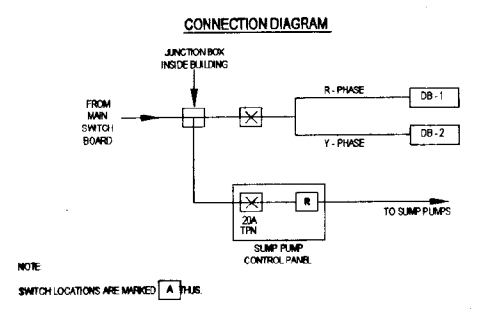 CONNECTION DIAGRAM
JUNCTION BOX
INSIDE BUILDING
FROM
MAIN
SWITCH
BOARD
R - PHASE
DB - 1
Y - PHASE
DB - 2
R
20A
TPN
TO SUMP PUMPS
SUMP PUMP
CONTROL PANEL
NOTE
SWITCH LOCATIONS ARE MARKED A THUS.